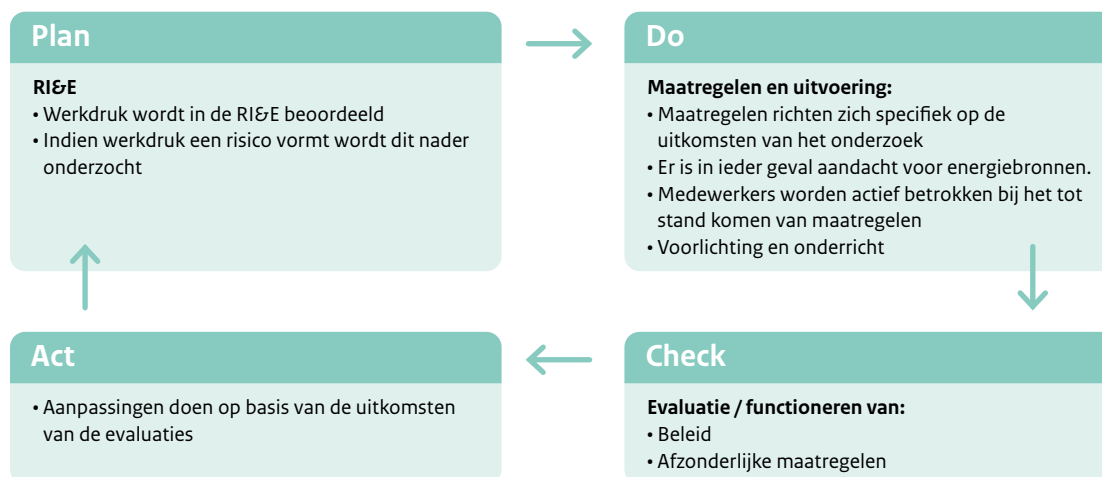 Plan
RI&E
• Werkdruk wordt in de RI&E beoordeeld
• Indien werkdruk een risico vormt wordt dit nader
onderzocht
Do
Maatregelen en uitvoering:
• Maatregelen richten zich specifiek op de
uitkomsten van het onderzoek
• Er is in ieder geval aandacht voor energiebronnen.
• Medewerkers worden actief betrokken bij het tot
stand komen van maatregelen
• Voorlichting en onderricht
Act
• Aanpassingen doen op basis van de uitkomsten
van de evaluaties
Check
Evaluatie / functioneren van:
• Beleid
• Afzonderlijke maatregelen